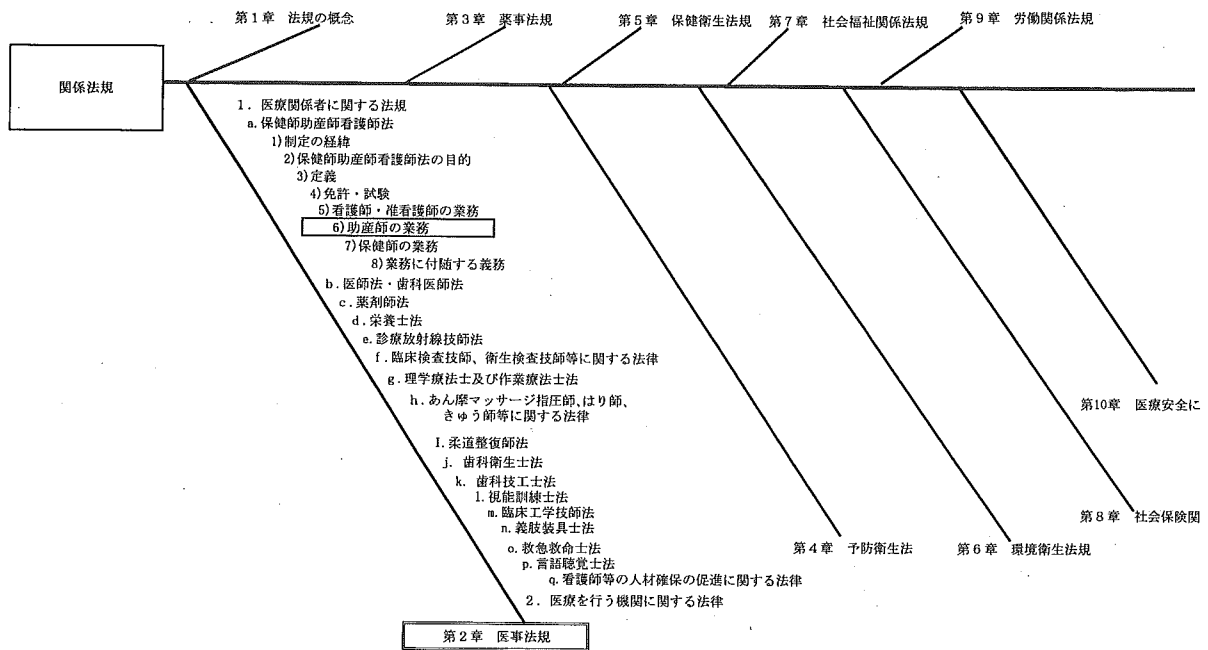 第1章 法規の概念
第3章 薬事法規
第5章 保健衛生法規
第7章 社会福祉関係法規
第9章 労働関係法規
関係法規
1. 医療関係者に関する法規
a.保健師助産師看護師法
1)制定の経緯
2)保健師助産師看護師法の目的
3)定義
4)免許・試験
5)看護師・准看護師の業務
6)助産師の業務
7)保健師の業務
8)業務に付随する義務
b.医師法・歯科医師法
c.薬剤師法
d.栄養士法
e.診療放射線技師法
f.臨床検査技師、衛生検査技師等に関する法律
g.理学療法士及び作業療法士法
h.あん摩マッサージ指圧師、はり師、
きゅう師等に関する法律
I.柔道整復師法
j. 歯科衛生士法
k. 歯科技工士法
l.視能訓練士法
m.臨床工学技師法
n.義肢装具士法
o.救急救命士法
p.言語聴覚士法
q.看護師等の人材確保の促進に関する法律
2. 医療を行う機関に関する法律
第2章 医事法規
第4章 予防衛生法
第6章 環境衛生法規
第8章 社会保険関
第10章 医療安全に